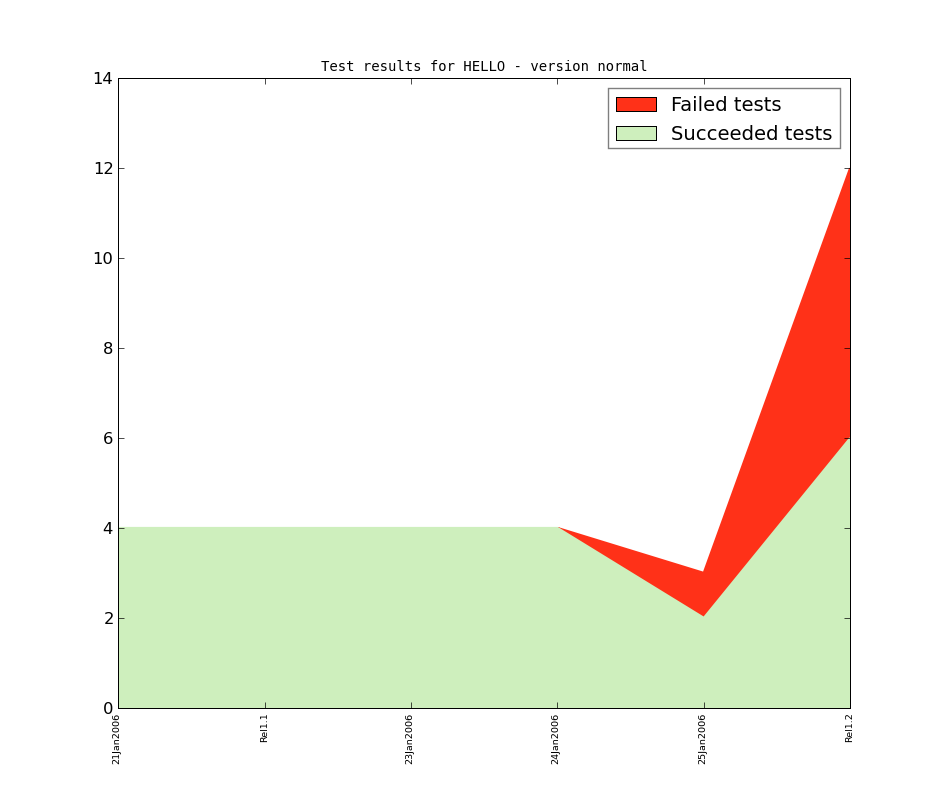 Test results for HELLO - version normal
Failed tests
Succeeded tests
14
12
10
8
6
4
2
0
21Jan2006
Rel1.1
23Jan2006
24Jan2006
25Jan2006
Rel1.2